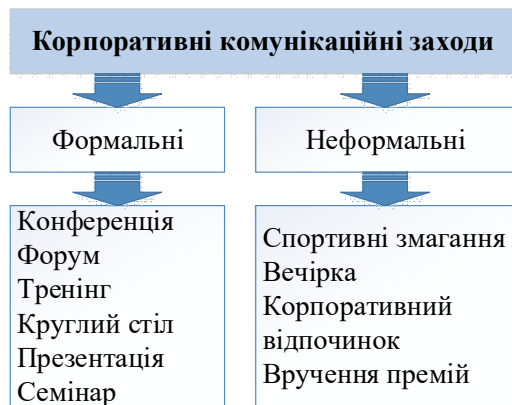 Корпоративні комунікаційні заходи
Формальні
Неформальні
Конференція
Форум
Тренінг
Круглий стіл
Презентація
Семінар
Спортивні змагання
Вечірка
Корпоративний
відпочинок
Вручення премій